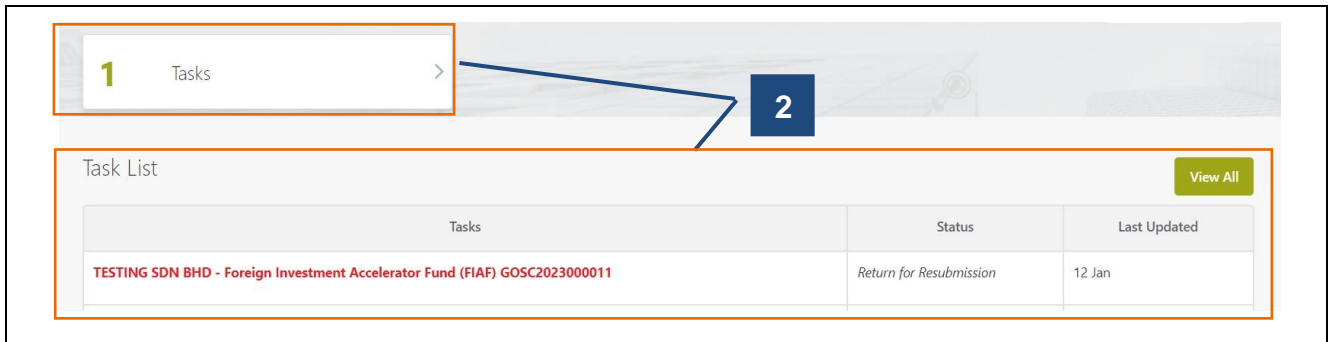 1 Tasks
2
Task List
View All
Tasks Status Last Updated
TESTING SDN BHD - Foreign Investment Accelerator Fund (FIAF) GOSC2023000011 Return for Resubmission 12 Jan